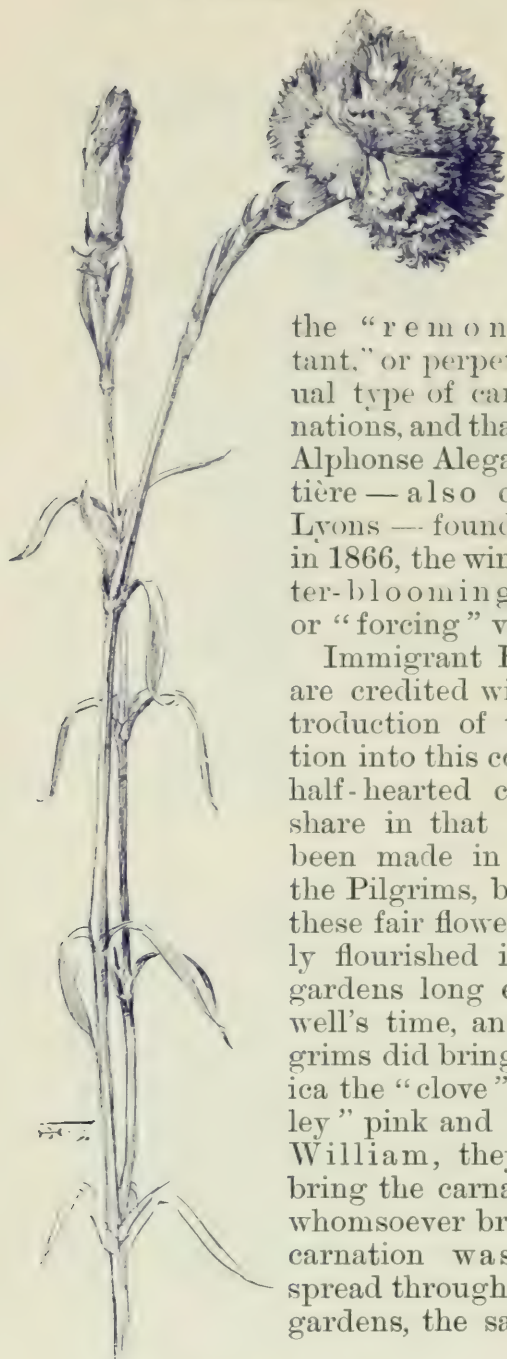 the “remon
tant,” or perpet
ual type of car
nations, and tha
Alphonse Alega
tière — also o
Lyons — found
in 1866, the win
ter-blooming
or “forcing” v
Immigrant F
are credited wi
troduction of t
tion into this co
half-hearted c
share in that
been made in
the Pilgrims, b
these fair flowe
ly flourished i
gardens long e
well's time, an
grims did bring
ica the “clove”
ley” pink and
William, they
bring the carna
whomsoever br
carnation was
spread through
gardens, the sa